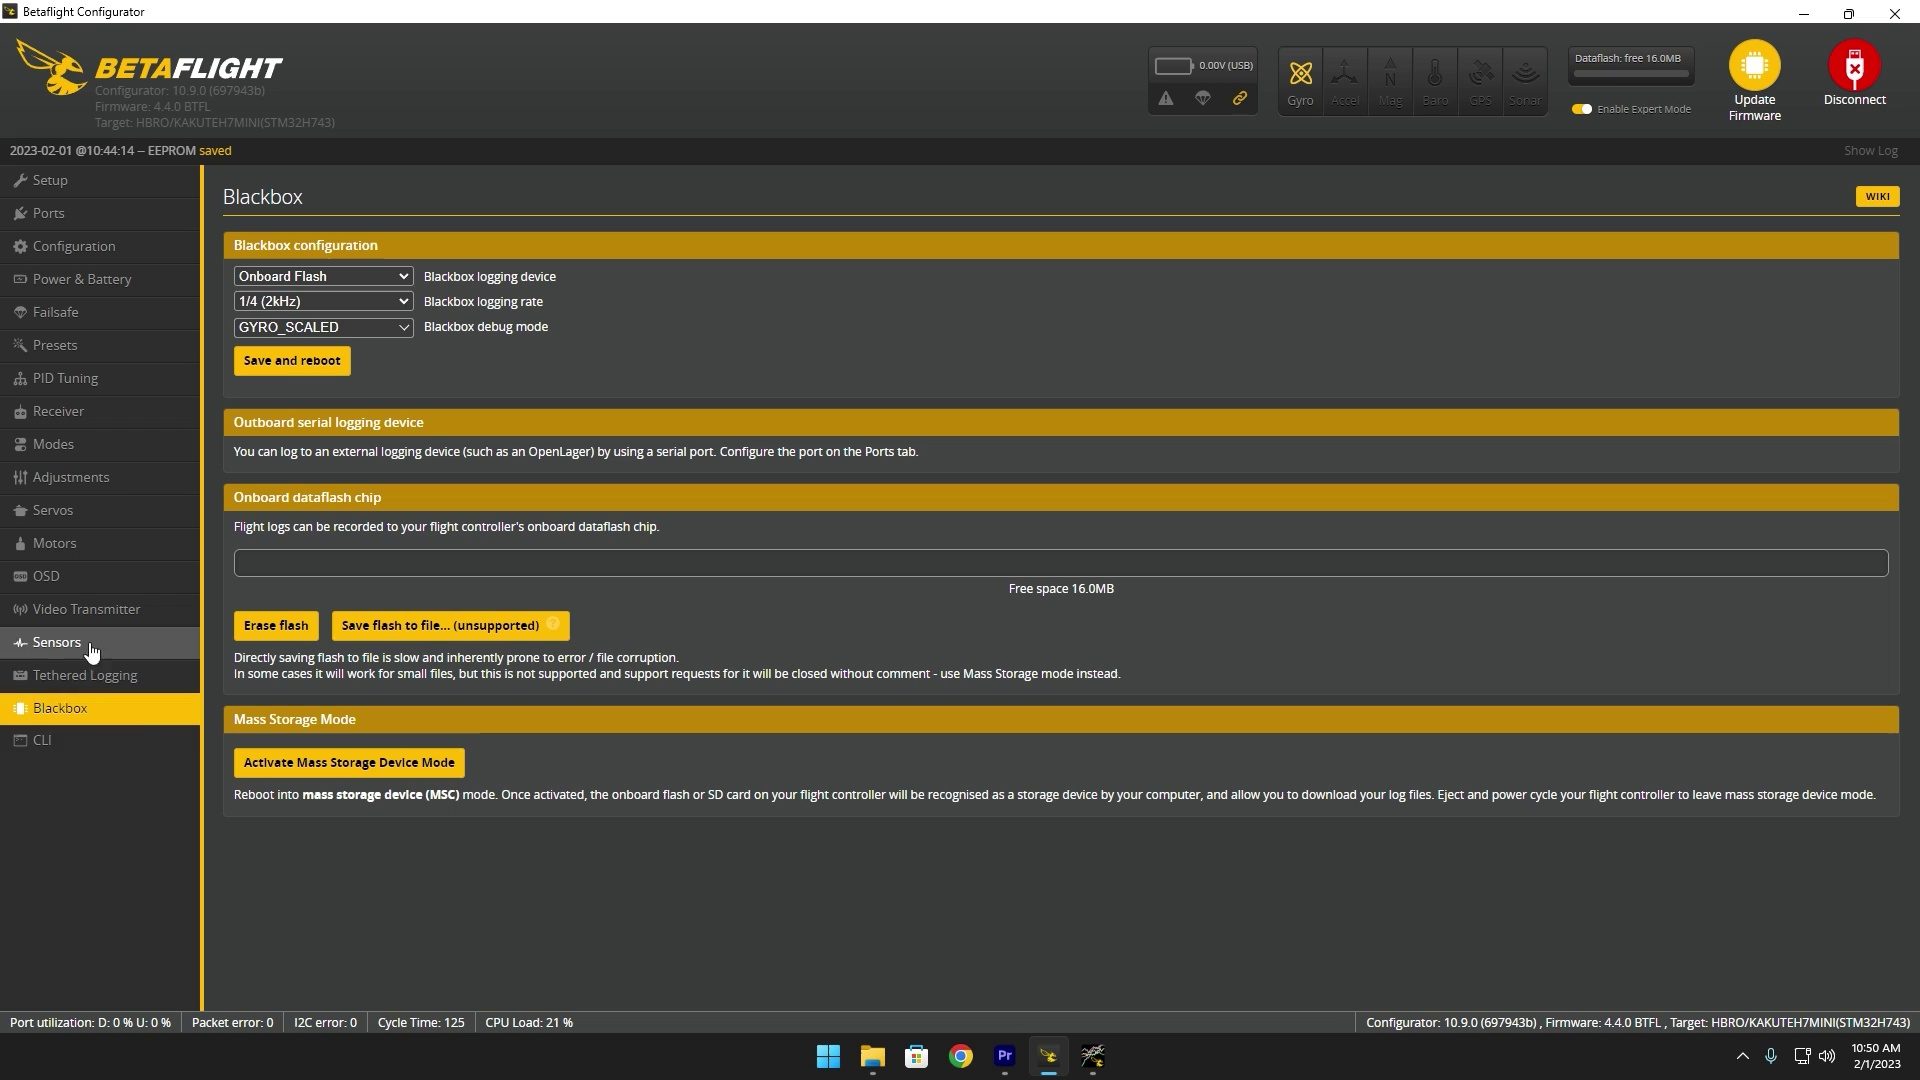 Betaflight Configurator
BETAFLIGHT
Configurator: 10.9.0 (697943b)
Firmware: 4.4.0 BTFL
Target: HBRO/KAKUTEH7MINI(STM32H743)
0.00V (USB)
Gyro
Accel
Mag
Baro
GPS
Sonar
Dataflash: free 16.0MB
Enable Expert Mode
Update
Firmware
Disconnect
2023-02-01 @10:44:14 -- EEPROM saved
Show Log
Setup
Ports
Configuration
Power & Battery
Failsafe
Presets
PID Tuning
Receiver
Modes
Adjustments
Servos
Motors
OSD
Video Transmitter
Sensors
Tethered Logging
Blackbox
CLI
Blackbox
WIKI
Blackbox configuration
Onboard Flash Blackbox logging device
1/4 (2kHz) Blackbox logging rate
GYRO_SCALED Blackbox debug mode
Save and reboot
Outboard serial logging device
You can log to an external logging device (such as an OpenLager) by using a serial port. Configure the port on the Ports tab.
Onboard dataflash chip
Flight logs can be recorded to your flight controller's onboard dataflash chip.
Free space 16.0MB
Erase flash
Save flash to file... (unsupported) ?
Directly saving flash to file is slow and inherently prone to error / file corruption.
In some cases it will work for small files, but this is not supported and support requests for it will be closed without comment - use Mass Storage mode instead.
Mass Storage Mode
Activate Mass Storage Device Mode
Reboot into mass storage device (MSC) mode. Once activated, the onboard flash or SD card on your flight controller will be recognised as a storage device by your computer, and allow you to download your log files. Eject and power cycle your flight controller to leave mass storage device mode.
Port utilization: D: 0 % U: 0 %
Packet error: 0
I2C error: 0
Cycle Time: 125
CPU Load: 21 %
Configurator: 10.9.0 (697943b) , Firmware: 4.4.0 BTFL , Target: HBRO/KAKUTEH7MINI(STM32H743)
Pr
10:50 AM
2/1/2023